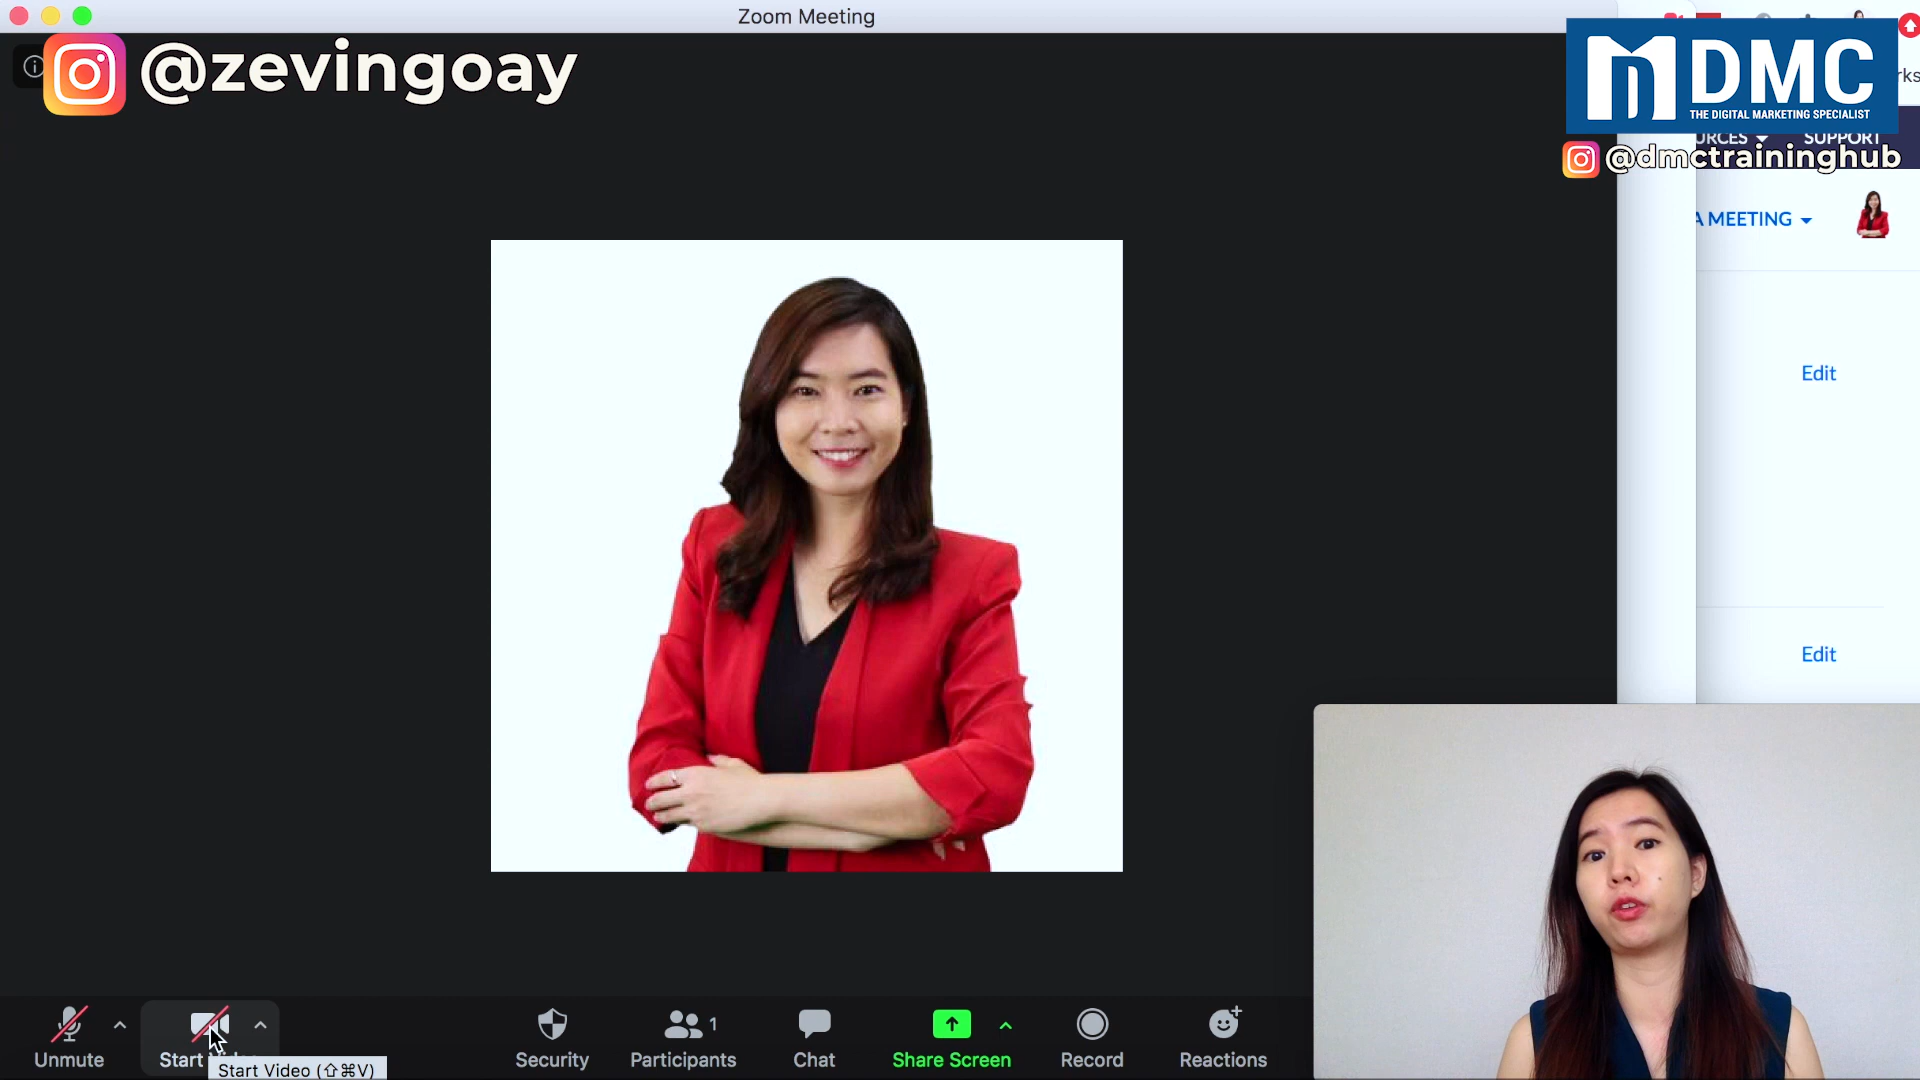 Zoom Meeting
@zevingoay
DMC
THE DIGITAL MARKETING SPECIALIST
SUPPORT
@dmctraininghub
A MEETING
Edit
Edit
Unmute
Start
Start Video (⇧⌘V)
Security
Participants
1
Chat
Share Screen
Record
Reactions